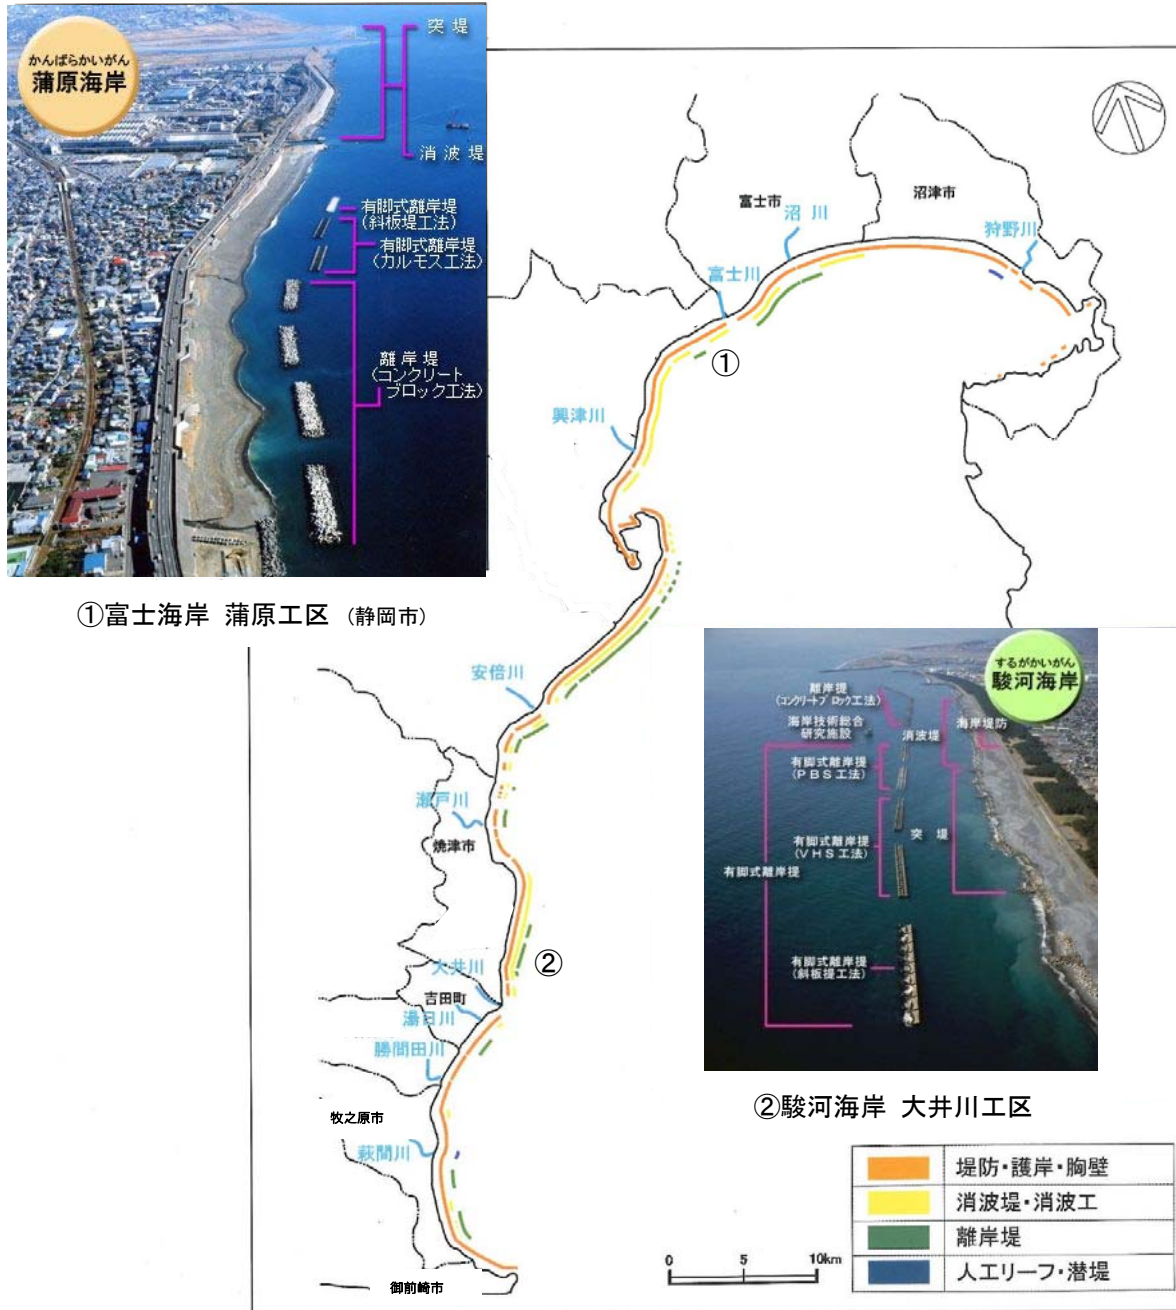 かんばらかいがん
蒲原海岸
突堤
消波堤
有脚式離岸堤
(斜板堤工法)
有脚式離岸堤
(カルモス工法)
離岸堤
(コンクリート
ブロック工法)
①富士海岸 蒲原工区 (静岡市)
沼津市
富士市
沼川
狩野川
富士川
①
興津川
安倍川
瀬戸川
焼津市
②
大井川
吉田町
湯日川
勝間田川
牧之原市
萩間川
御前崎市
するがかいがん
駿河海岸
離岸提
(コンクリートブロック工法)
海岸技術総合
研究施設
消波堤
海岸堤防
有脚式離岸提
(PBS工法)
有脚式離岸提
(VHS工法)
突堤
有脚式離岸提
有脚式離岸提
(斜板提工法)
②駿河海岸 大井川工区
堤防・護岸・胸壁
消波堤・消波工
離岸堤
人工リーフ・潜堤
0 5 10km